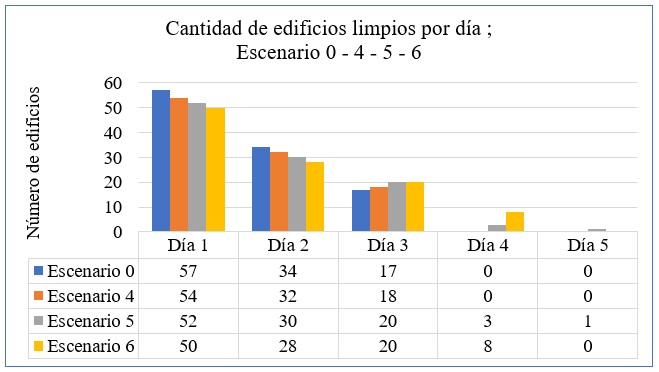 Cantidad de edificios limpios por día ;
Escenario 0 - 4 - 5 - 6
Número de edificios
60
50
40
30
20
10
0
Día 1 Día 2 Día 3 Día 4 Día 5
Escenario 0 57 34 17 0 0
Escenario 4 54 32 18 0 0
Escenario 5 52 30 20 3 1
Escenario 6 50 28 20 8 0